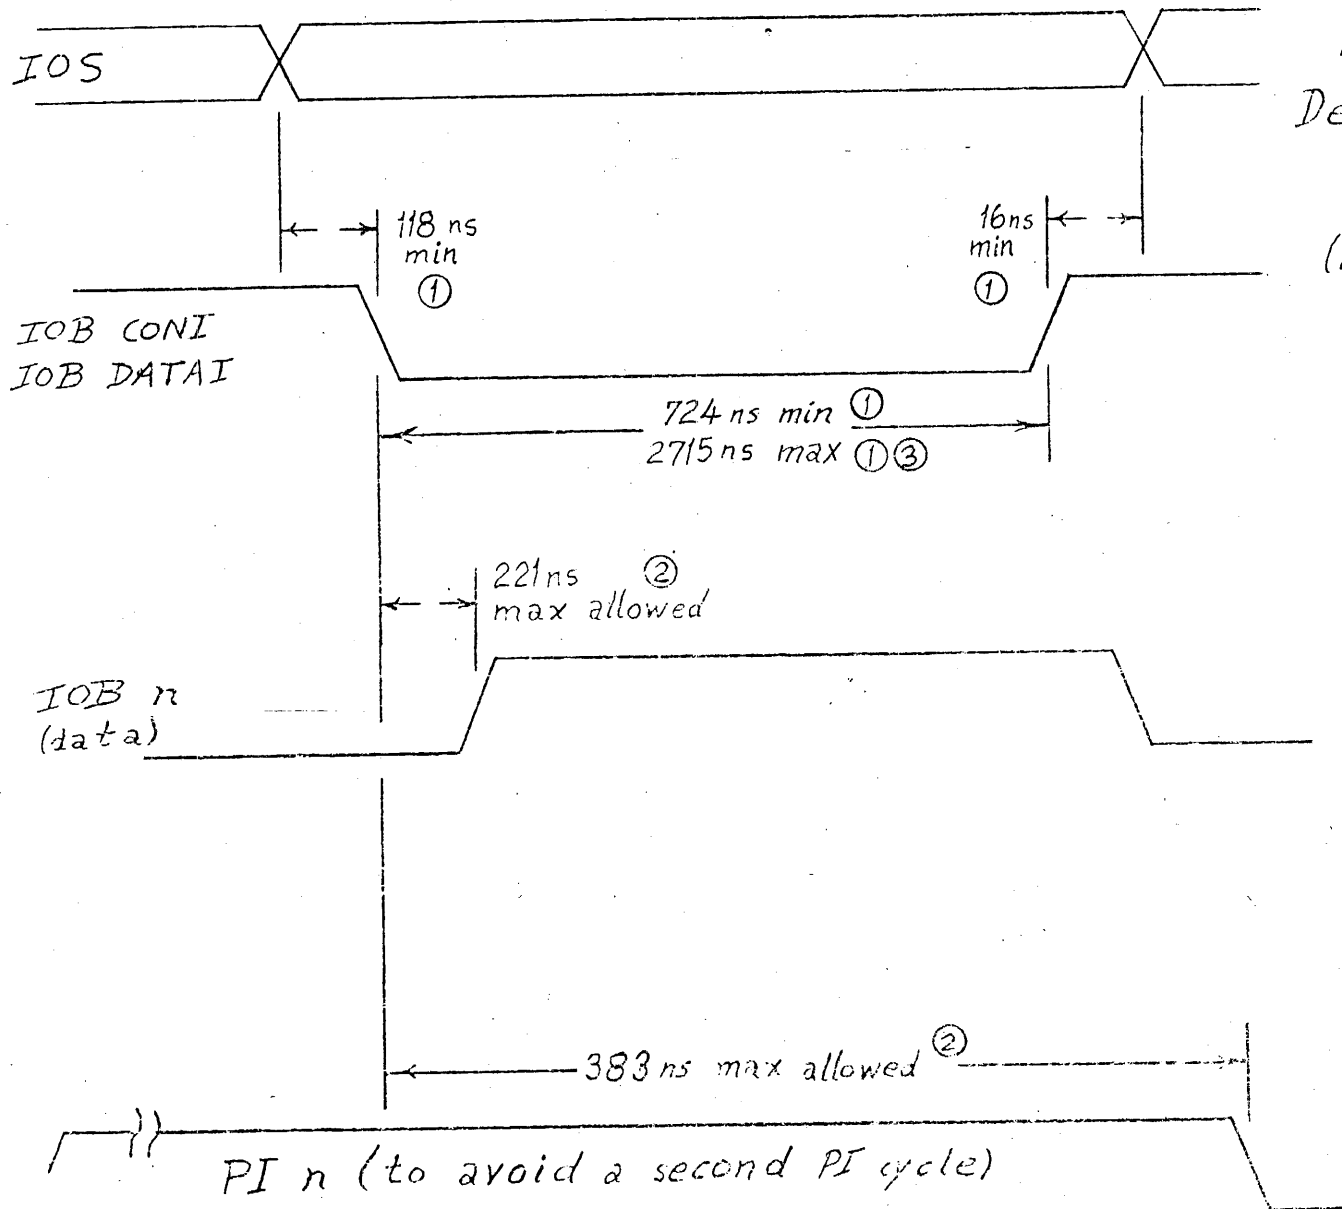 IOS
De
118 ns
min
①
16ns
min
①
(
IOB CONI
IOB DATAI
724 ns min ①
2715 ns max ①③
221 ns ②
max allowed
IOB n
(data)
383 ns max allowed ②
PI n (to avoid a second PI cycle)